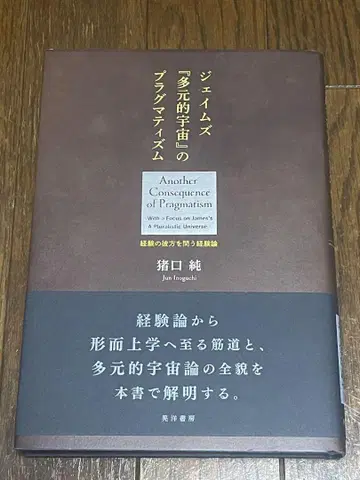 ジェイムズ
『多元的宇宙』の
プラグマティズム
Another
Consequence
of Pragmatism
With a Focus on James's
A Pluralistic Universe
経験の彼方を問う経験論
猪口 純
Jun Inoguchi
経験論から
形而上学へ至る筋道と、
多元的宇宙論の全貌を
本書で解明する。
晃洋書房